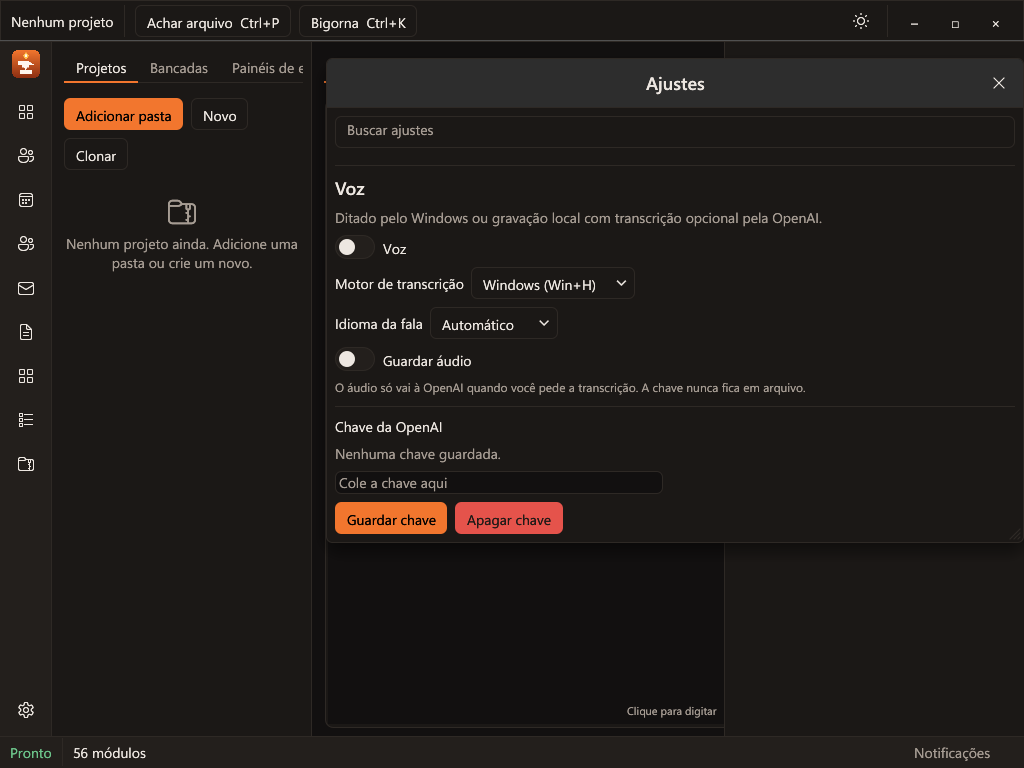 Nenhum projeto
Achar arquivo Ctrl+P
Bigorna Ctrl+K
Projetos
Bancadas
Painéis de e
Adicionar pasta
Novo
Clonar
Nenhum projeto ainda. Adicione uma
pasta ou crie um novo.
Ajustes
Buscar ajustes
Voz
Ditado pelo Windows ou gravação local com transcrição opcional pela OpenAI.
Voz
Motor de transcrição
Windows (Win+H)
Idioma da fala
Automático
Guardar áudio
O áudio só vai à OpenAI quando você pede a transcrição. A chave nunca fica em arquivo.
Chave da OpenAI
Nenhuma chave guardada.
Cole a chave aqui
Guardar chave
Apagar chave
Clique para digitar
Pronto
56 módulos
Notificações